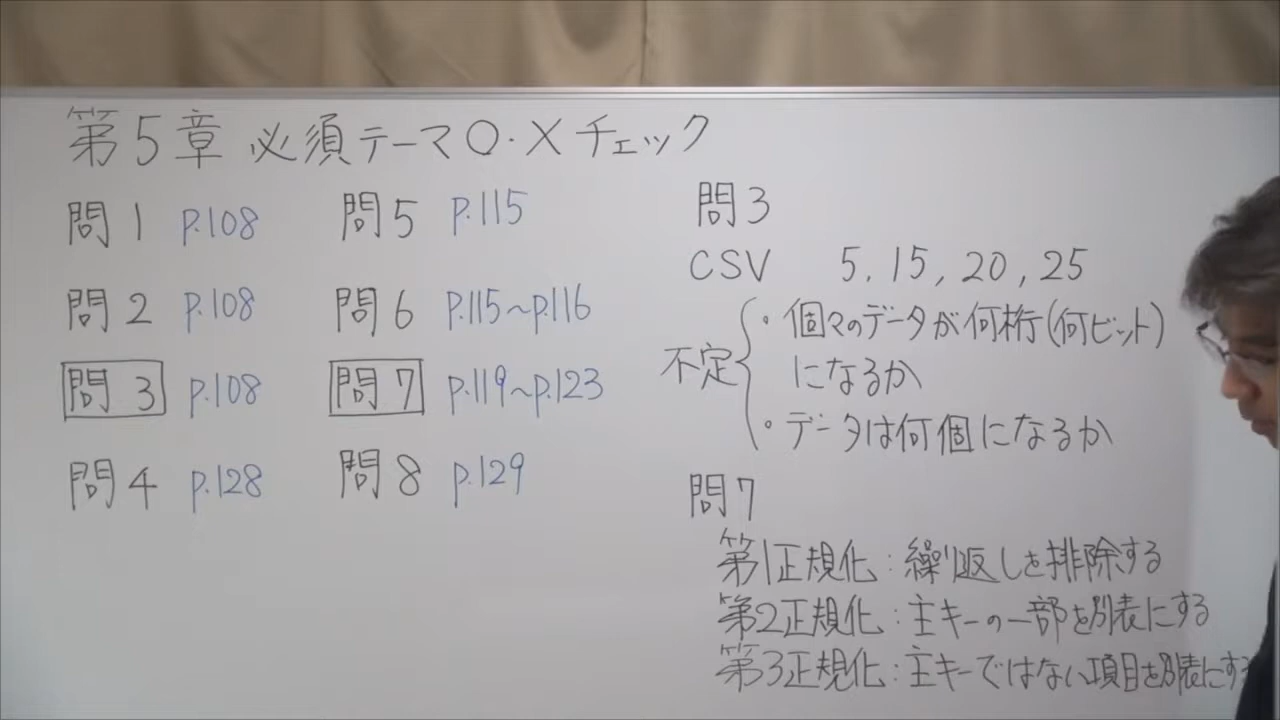 第5章 必須テーマ○・×チェック
問1 p.108
問2 p.108
問3 p.108
問4 p.128
問5 p.115
問6 p.115〜p.116
問7 p.119〜p.123
問8 p.129
問3
CSV 5, 15, 20, 25
不定
・個々のデータが何桁(何ビット)
になるか
・データは何個になるか
問7
第1正規化:繰り返しを排除する
第2正規化:主キーの一部を別表にする
第3正規化:主キーではない項目を別表にする